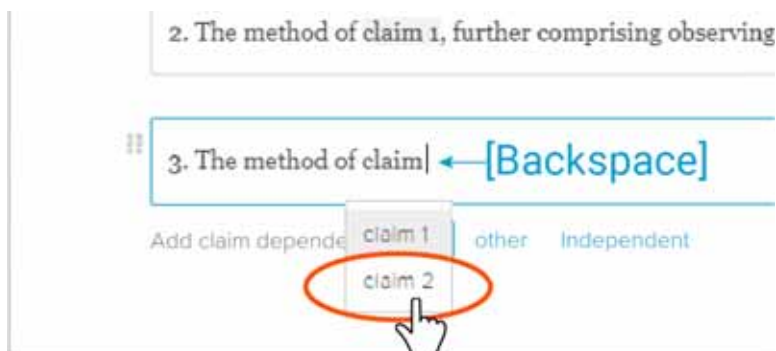 2. The method of claim 1, further comprising observing
3. The method of claim [Backspace]
Add claim depende other Independent
claim 1
claim 2